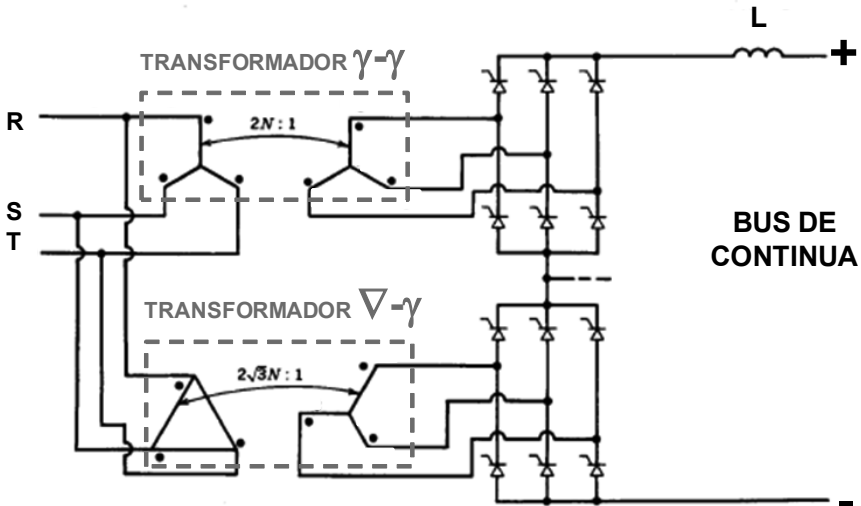 L
TRANSFORMADOR γ-γ
+
R
2N : 1
S
T
BUS DE
CONTINUA
TRANSFORMADOR ∇-γ
2√3N : 1
-